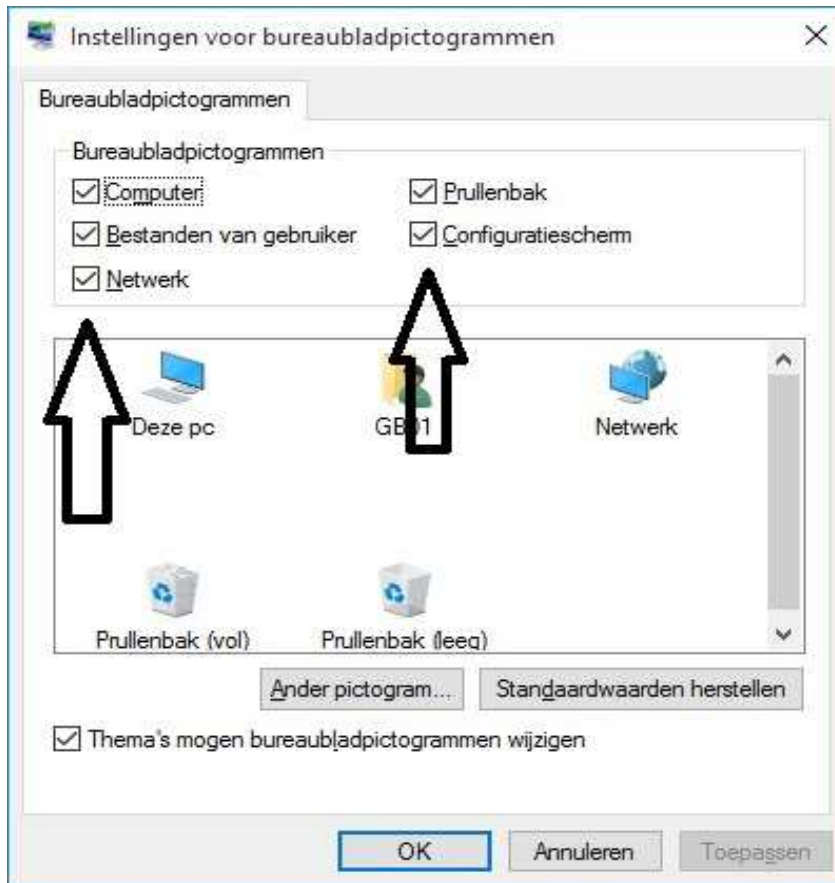 Instellingen voor bureaubladpictogrammen
Bureaubladpictogrammen
Bureaubladpictogrammen
Computer
Prullenbak
Bestanden van gebruiker
Configuratiescherm
Netwerk
Deze pc
Netwerk
Prullenbak (vol)
Prullenbak (leeg)
Ander pictogram...
Standaardwaarden herstellen
Thema's mogen bureaubladpictogrammen wijzigen
OK
Annuleren
Toepassen